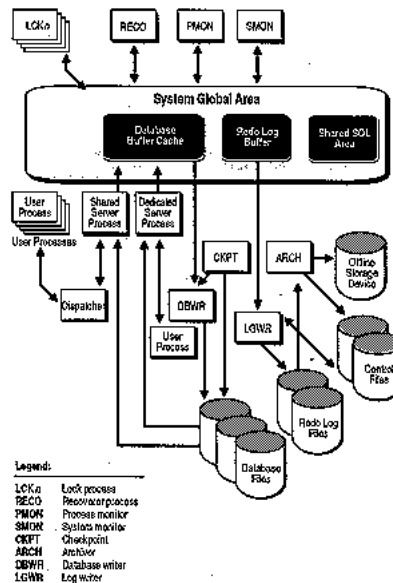 LCKn
RECO
PMON
SMON
System Global Area
Database
Buffer Cache
Redo Log
Buffer
Shared SQL
Area
User
Process
User Processes
Shared
Server
Process
Dedicated
Server
Process
CKPT
ARCH
Offline
Storage
Device
Dispatcher
DBWR
User
Process
LGWR
Control
Files
Redo Log
Files
Database
Files
Legend:
LCKn Lock process
RECO Recoverer process
PMON Process monitor
SMON System monitor
CKPT Checkpoint
ARCH Archiver
DBWR Database writer
LGWR Log writer